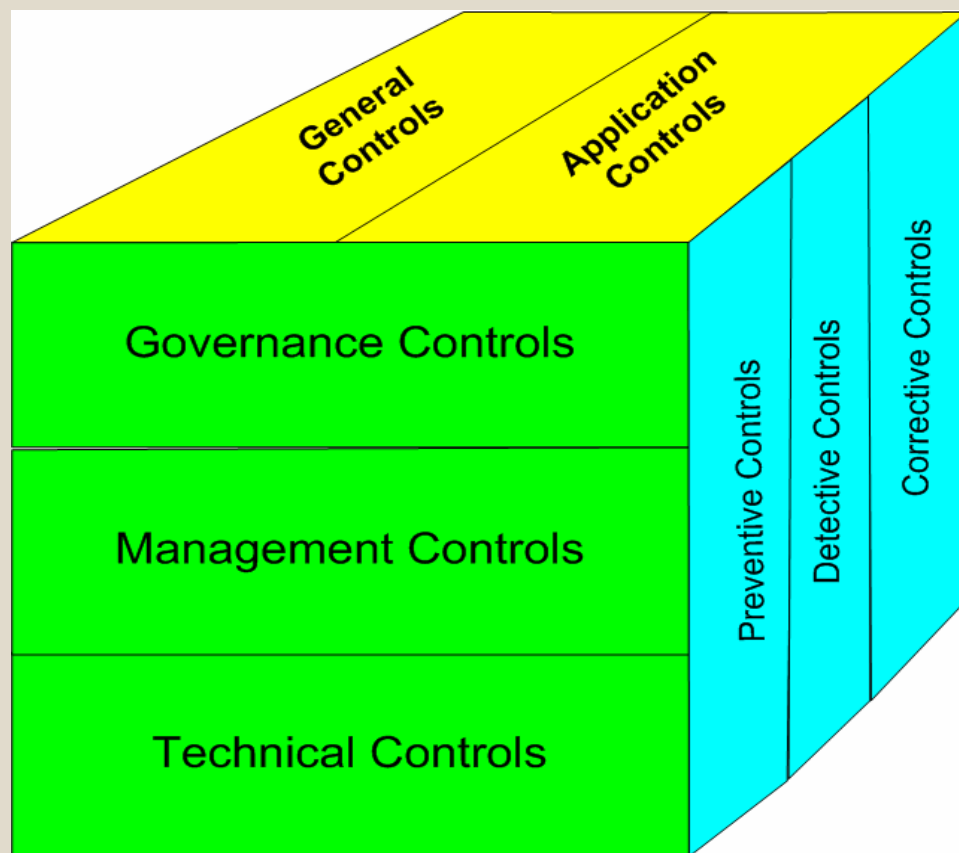 General
Controls
Application
Controls
Governance Controls
Management Controls
Technical Controls
Preventive Controls
Detective Controls
Corrective Controls